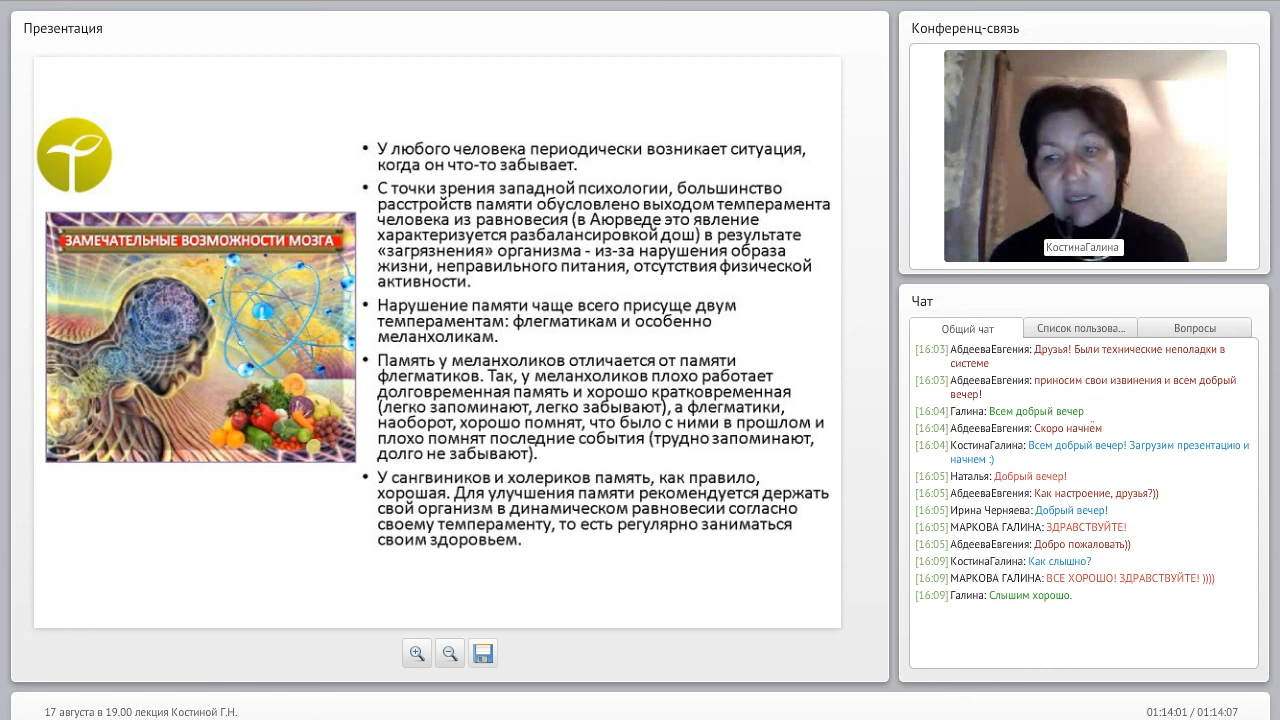 Презентация
ЗАМЕЧАТЕЛЬНЫЕ ВОЗМОЖНОСТИ МОЗГА
• У любого человека периодически возникает ситуация,
когда он что-то забывает.
• С точки зрения западной психологии, большинство
расстройств памяти обусловлено выходом темперамента
человека из равновесия (в Аюрведе это явление
характеризуется разбалансировкой дош) в результате
«загрязнения» организма - из-за нарушения образа
жизни, неправильного питания, отсутствия физической
активности.
• Нарушение памяти чаще всего присуще двум
темпераментам: флегматикам и особенно
меланхоликам.
• Память у меланхоликов отличается от памяти
флегматиков. Так, у меланхоликов плохо работает
долговременная память и хорошо кратковременная
(легко запоминают, легко забывают), а флегматики,
наоборот, хорошо помнят, что было с ними в прошлом и
плохо помнят последние события (трудно запоминают,
долго не забывают).
• У сангвиников и холериков память, как правило,
хорошая. Для улучшения памяти рекомендуется держать
свой организм в динамическом равновесии согласно
своему темпераменту, то есть регулярно заниматься
своим здоровьем.
Конференц-связь
КостинаГалина
Чат
Общий чат
Список пользова...
Вопросы
[16:03] АбдееваЕвгения: Друзья! Были технические неполадки в
системе
[16:03] АбдееваЕвгения: приносим свои извинения и всем добрый
вечер!
[16:04] Галина: Всем добрый вечер
[16:04] АбдееваЕвгения: Скоро начнём
[16:04] КостинаГалина: Всем добрый вечер! Загрузим презентацию и
начнем :)
[16:05] Наталья: Добрый вечер!
[16:05] АбдееваЕвгения: Как настроение, друзья?))
[16:05] Ирина Черняева: Добрый вечер!
[16:05] МАРКОВА ГАЛИНА: ЗДРАВСТВУЙТЕ!
[16:05] АбдееваЕвгения: Добро пожаловать))
[16:09] КостинаГалина: Как слышно?
[16:09] МАРКОВА ГАЛИНА: ВСЕ ХОРОШО! ЗДРАВСТВУЙТЕ! ))))
[16:09] Галина: Слышим хорошо.
17 августа в 19.00 лекция Костиной Г.Н.
01:14:01 / 01:14:07